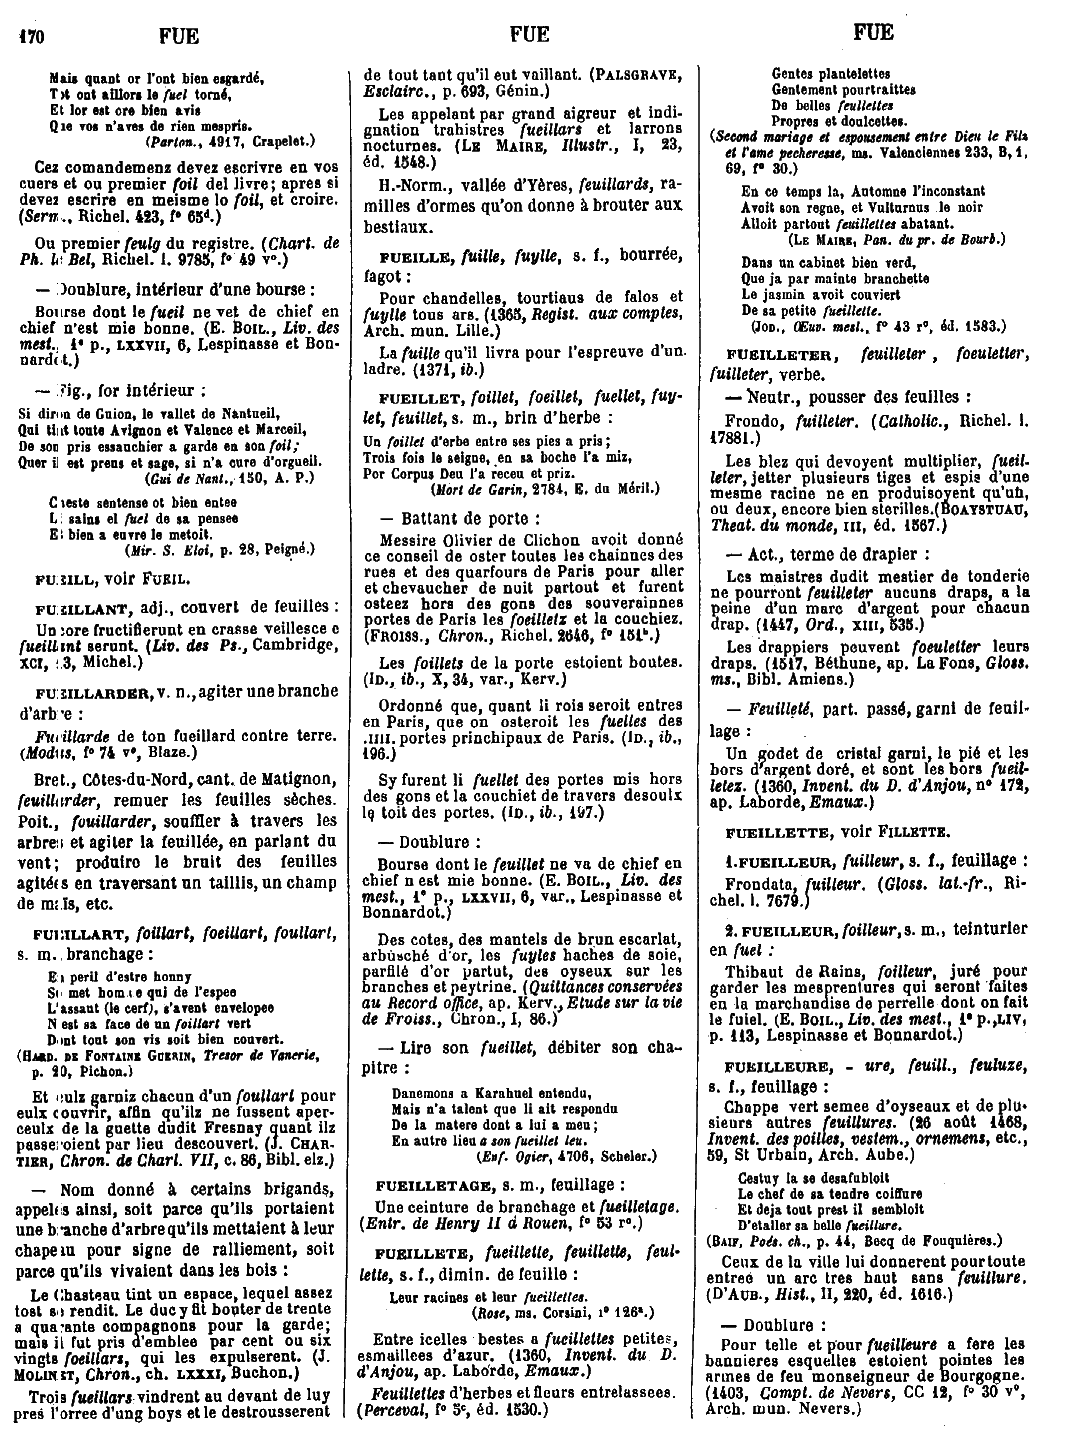 170 FUE FUE FUE
Mais quant or l'ont bien esgardé,
Tot ont aillors le fuel torné,
Et lor est ore bien avis
Que vos n'aves de rien mespris.
(Parton., 4917, Crapelet.)
Cez comandemenz devez escrivre en vos
cuers et ou premier foil del livre; apres si
devez escrire en meisme lo foil, et croire.
(Serm., Richel. 423, f° 65d.)
Ou premier feulg du registre. (Chart. de
Ph. le Bel, Richel. l. 9785, f° 49 v°.)
— Doublure, intérieur d'une bourse :
Bourse dont le fueil ne vet de chief en
chief n'est mie bonne. (E. BOIL., Liv. des
mest., 1e p., LXXVII, 6, Lespinasse et Bon-
nardot.)
— Fig., for intérieur :
Si diron de Guion, le vallet de Nantueil,
Qui tint toute Avignon et Valence et Marceil,
De son pris essauchier a garde en son foil;
Quer il est prens et sage, si n'a cure d'orgueil.
(Gui de Nant., 150, A. P.)
Ceste sentense ot bien entee
La sains el fuel de sa pensee
Et bien a euvre le metoit.
(Mir. S. Eloi, p. 28, Peigné.)
FUEILL, voir FUEIL.
FUEILLANT, adj., couvert de feuilles :
Uncore fructifierunt en crasse veillesce e
fueillant serunt. (Liv. des Ps., Cambridge,
XCI, 13, Michel.)
FUEILLARDER, v. n., agiter une branche
d'arbre :
Fueillarde de ton fueillard contre terre.
(Modus, f° 74 v°, Blaze.)
Bret., Côtes-du-Nord, cant. de Matignon,
feuillarder, remuer les feuilles sèches.
Poit., fouillarder, souffler à travers les
arbres et agiter la feuillée, en parlant du
vent; produire le bruit des feuilles
agitées en traversant un taillis, un champ
de maïs, etc.
FUEILLART, foillart, foeillart, foullart,
s. m., branchage :
En peril d'estre honny
Se met homme qui de l'espee
L'assaut (le cerf), s'avent envelopee
N'est sa face de un foillart vert
Dont tout son vis soit bien couvert.
(HARD. DE FONTAINE GUERIN, Tresor de Vanerie,
p. 20, Pichon.)
Et eulz garniz chacun d'un foullart pour
eulx couvrir, affin qu'ilz ne fussent aper-
ceulx de la guette dudit Fresnay quant ilz
passeroient par lieu descouvert. (J. CHAR-
TIER, Chron. de Charl. VII, c. 86, Bibl. elz.)
— Nom donné à certains brigands,
appelés ainsi, soit parce qu'ils portaient
une branche d'arbre qu'ils mettaient à leur
chapeau pour signe de ralliement, soit
parce qu'ils vivaient dans les bois :
Le Chasteau tint un espace, lequel assez
tost se rendit. Le duc y fit bouter de trente
a quarante compagnons pour la garde;
mais il fut pris d'emblee par cent ou six
vingts foeillars, qui les expulserent. (J.
MOLINET, Chron., ch. LXXXI, Buchon.)
Trois fueillars vindrent au devant de luy
pres l'orree d'ung boys et le destrousserent
de tout tant qu'il eut vaillant. (PALSGRAVE,
Esclairc., p. 693, Génin.)
Les appelant par grand aigreur et indi-
gnation trahistres fueillars et larrons
nocturnes. (LE MAIRE, Illustr., I, 23,
éd. 1548.)
H.-Norm., vallée d'Yères, feuillards, ra-
milles d'ormes qu'on donne à brouter aux
bestiaux.
FUEILLE, fuille, fuylle, s. f., bourrée,
fagot :
Pour chandelles, tourtiaus de falos et
fuylle tous ars. (1365, Regist. aux comptes,
Arch. mun. Lille.)
La fuille qu'il livra pour l'espreuve d'un
ladre. (1371, ib.)
FUEILLET, foillet, foeillet, fuellet, fuy-
let, feuillet, s. m., brin d'herbe :
Un foillet d'erbe entre ses pies a pris;
Trois fois le seigne, en sa boche l'a miz,
Por Corpus Deu l'a receu et priz.
(Mort de Garin, 2784, E. du Méril.)
— Battant de porte :
Messire Olivier de Clichon avoit donné
ce conseil de oster toutes les chainnes des
rues et des quarfours de Paris pour aller
et chevaucher de nuit partout et furent
osteez hors des gons des souverainnes
portes de Paris les foeilletz et la couchiez.
(FROISS., Chron., Richel. 2646, f° 151b.)
Les foillets de la porte estoient boutes.
(ID., ib., X, 34, var., Kerv.)
Ordonné que, quant li rois seroit entres
en Paris, que on osteroit les fuelles des
.IIII. portes princhipaux de Paris. (ID., ib.,
196.)
Sy furent li fuellet des portes mis hors
des gons et la couchiet de travers desoulx
le toit des portes. (ID., ib., 197.)
— Doublure :
Bourse dont le feuillet ne va de chief en
chief n est mie bonne. (E. BOIL., Liv. des
mest., 1e p., LXXVII, 6, var., Lespinasse et
Bonnardot.)
Des cotes, des mantels de brun escarlat,
arbusché d'or, les fuyles haches de soie,
parfilé d'or partut, des oyseux sur les
branches et peytrine. (Quittances conservées
au Record office, ap. Kerv., Etude sur la vie
de Froiss., Chron., I, 86.)
— Lire son fueillet, débiter son cha-
pitre :
Danemons a Karahuel entendu,
Mais n'a talent que li ait respondu
De la matere dont a lui a meu;
En autre lieu a son fueillet leu.
(Enf. Ogier, 4706, Scheler.)
FUEILLETAGE, s. m., feuillage :
Une ceinture de branchage et fueilletage.
(Entr. de Henry II à Rouen, f° 53 r°.)
FUEILLETE, fueillette, feuillette, feul-
lette, s. f., dimin. de feuille :
Leur racines et leur fueillettes.
(Rose, ms. Corsini, f° 126a.)
Entre icelles bestes a fueillettes petites,
esmaillees d'azur. (1360, Invent. du D.
d'Anjou, ap. Laborde, Emaux.)
Feuillettes d'herbes et fleurs entrelassees.
(Perceval, f° 5c, éd. 1530.)
Gentes plantelettes
Gentement pourtraittes
De belles feullettes
Propres et doulcettes.
(Second mariage et espousement entre Dieu le Fils
et l'ame pecheresse, ms. Valenciennes 233, B, 1,
69, f° 30.)
En ce temps la, Automne l'inconstant
Avoit son regne, et Vulturnus le noir
Alloit partout feuillettes abatant.
(LE MAIRE, Pan. du pr. de Bourb.)
Dans un cabinet bien verd,
Que ja par mainte branchette
Le jasmin avoit couvert
De sa petite fueillette.
(JOD., Œuv. mesl., f° 43 r°, éd. 1583.)
FUEILLETER, feuilleter, foeuletter,
fuilleter, verbe.
— Neutr., pousser des feuilles :
Frondo, fuilleter. (Catholic., Richel. l.
17881.)
Les blez qui devoyent multiplier, fueil-
leter, jetter plusieurs tiges et espis d'une
mesme racine ne en produisoyent qu'un,
ou deux, encore bien sterilles. (BOAYSTUAU,
Theat. du monde, III, éd. 1567.)
— Act., terme de drapier :
Les maistres dudit mestier de tonderie
ne pourront feuilleter aucuns draps, a la
peine d'un marc d'argent pour chacun
drap. (1447, Ord., XIII, 535.)
Les drappiers peuvent foeuletter leurs
draps. (1517, Béthune, ap. La Fons, Gloss.
ms., Bibl. Amiens.)
— Feuilleté, part. passé, garni de feuil-
lage :
Un godet de cristal garni, le pié et les
bors d'argent doré, et sont les bors fueil-
letez. (1360, Invent. du D. d'Anjou, n° 172,
ap. Laborde, Emaux.)
FUEILLETTE, voir FILLETTE.
1. FUEILLEUR, fuilleur, s. f., feuillage :
Frondata, fuilleur. (Gloss. lat.-fr., Ri-
chel. l. 7679.)
2. FUEILLEUR, foilleur, s. m., teinturier
en fuel :
Thibaut de Rains, foilleur, juré pour
garder les mesprentures qui seront faites
en la marchandise de perrelle dont on fait
le fuiel. (E. BOIL., Liv. des mest., 1e p., LIV,
p. 113, Lespinasse et Bonnardot.)
FUEILLEURE, - ure, feuill., feuluze,
s. f., feuillage :
Chappe vert semee d'oyseaux et de plu-
sieurs autres feuillures. (26 août 1468,
Invent. des poilles, vestem., ornemens, etc.,
59, St Urbain, Arch. Aube.)
Cestuy la se desafubloit
Le chef de sa tendre coiffure
Et deja tout prest il sembloit
D'etaller sa belle fueillure.
(BAIF, Poés. ch., p. 44, Becq de Fouquières.)
Ceux de la ville lui donnerent pour toute
entree un arc tres haut sans feuillure.
(D'AUB., Hist., II, 220, éd. 1616.)
— Doublure :
Pour telle et pour fueilleure a fere les
bannieres esquelles estoient pointes les
armes de feu monseigneur de Bourgogne.
(1403, Compt. de Nevers, CC 12, f° 30 v°,
Arch. mun. Nevers.)